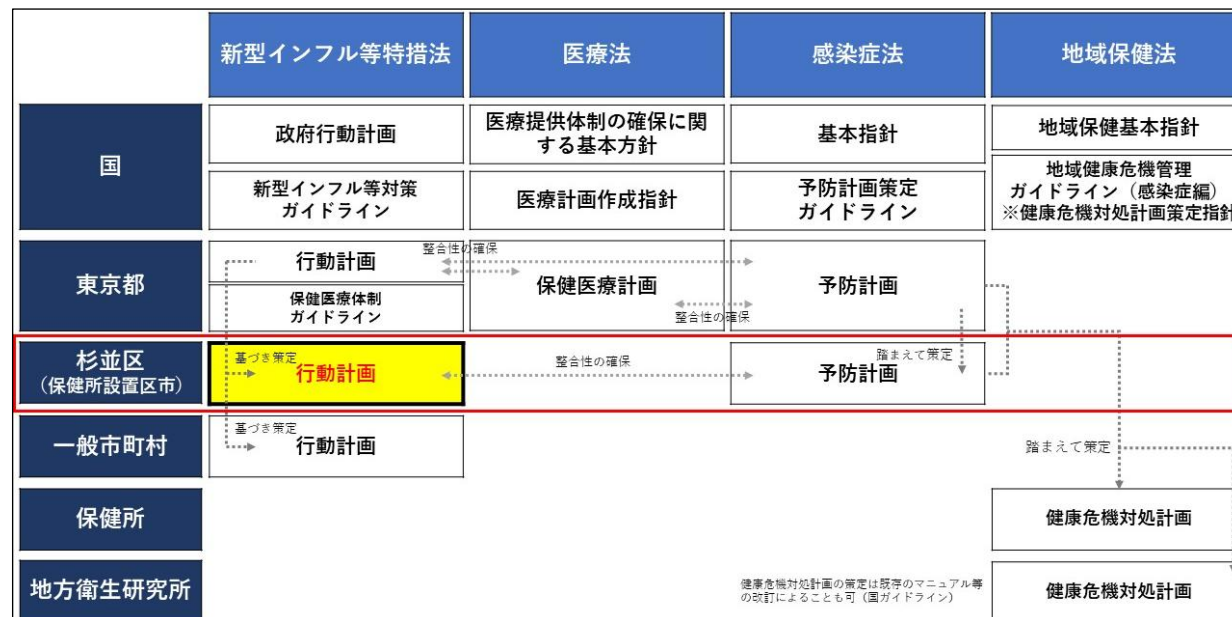 新型インフル等特措法
医療法
感染症法
地域保健法
国
政府行動計画
医療提供体制の確保に関
する基本方針
基本指針
地域保健基本指針
新型インフル等対策
ガイドライン
医療計画作成指針
予防計画策定
ガイドライン
地域健康危機管理
ガイドライン（感染症編）
※健康危機対処計画策定指針
東京都
行動計画
整合性の確保
保健医療体制
ガイドライン
保健医療計画
整合性の確保
予防計画
杉並区
（保健所設置区市）
基づき策定
行動計画
整合性の確保
踏まえて策定
予防計画
一般市町村
基づき策定
行動計画
踏まえて策定
保健所
健康危機対処計画
地方衛生研究所
健康危機対処計画の策定は既存のマニュアル等
の改訂によることも可（国ガイドライン）
健康危機対処計画